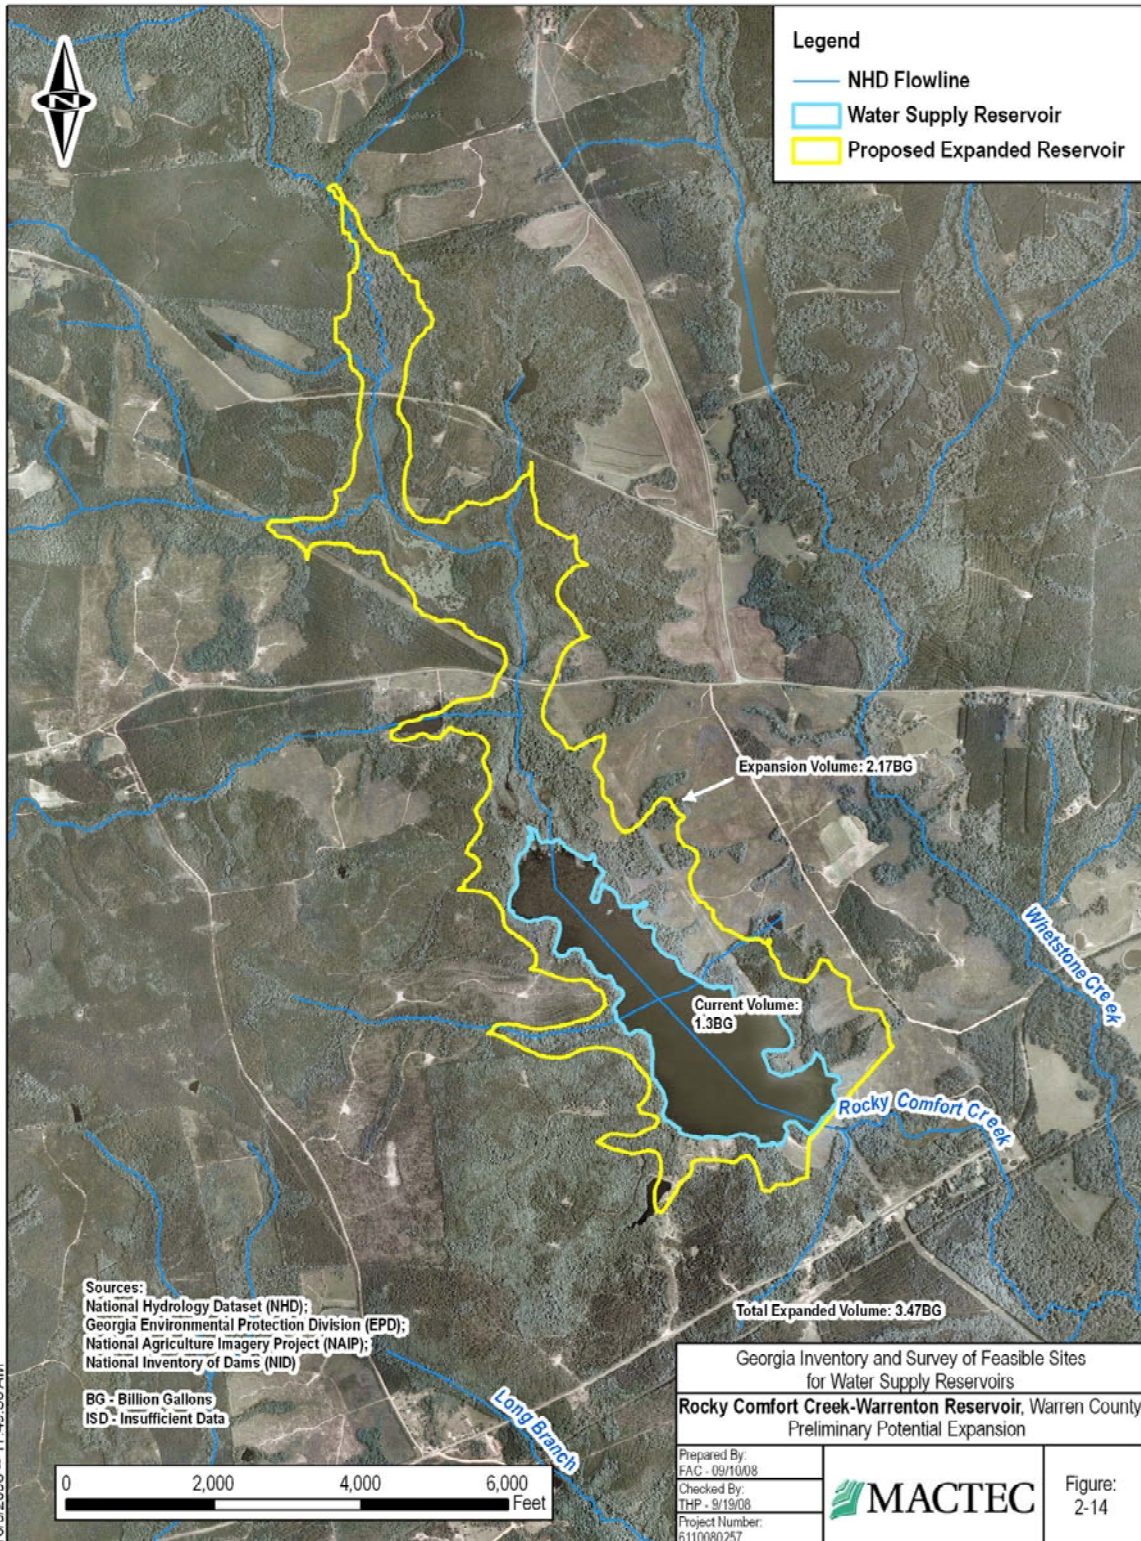 Legend
NHD Flowline
Water Supply Reservoir
Proposed Expanded Reservoir
N
Expansion Volume: 2.17BG
Whetstone Creek
Current Volume:
1.3BG
Rocky Comfort Creek
Sources:
National Hydrology Dataset (NHD);
Georgia Environmental Protection Division (EPD);
National Agriculture Imagery Project (NAIP);
National Inventory of Dams (NID)
BG - Billion Gallons
ISD - Insufficient Data
Total Expanded Volume: 3.47BG
Long Branch
0 2,000 4,000 6,000
Feet
Georgia Inventory and Survey of Feasible Sites
for Water Supply Reservoirs
Rocky Comfort Creek-Warrenton Reservoir, Warren County
Preliminary Potential Expansion
Prepared By:
FAC - 09/10/08
Checked By:
THP - 9/19/08
Project Number:
6110080257
MACTEC
Figure:
2-14